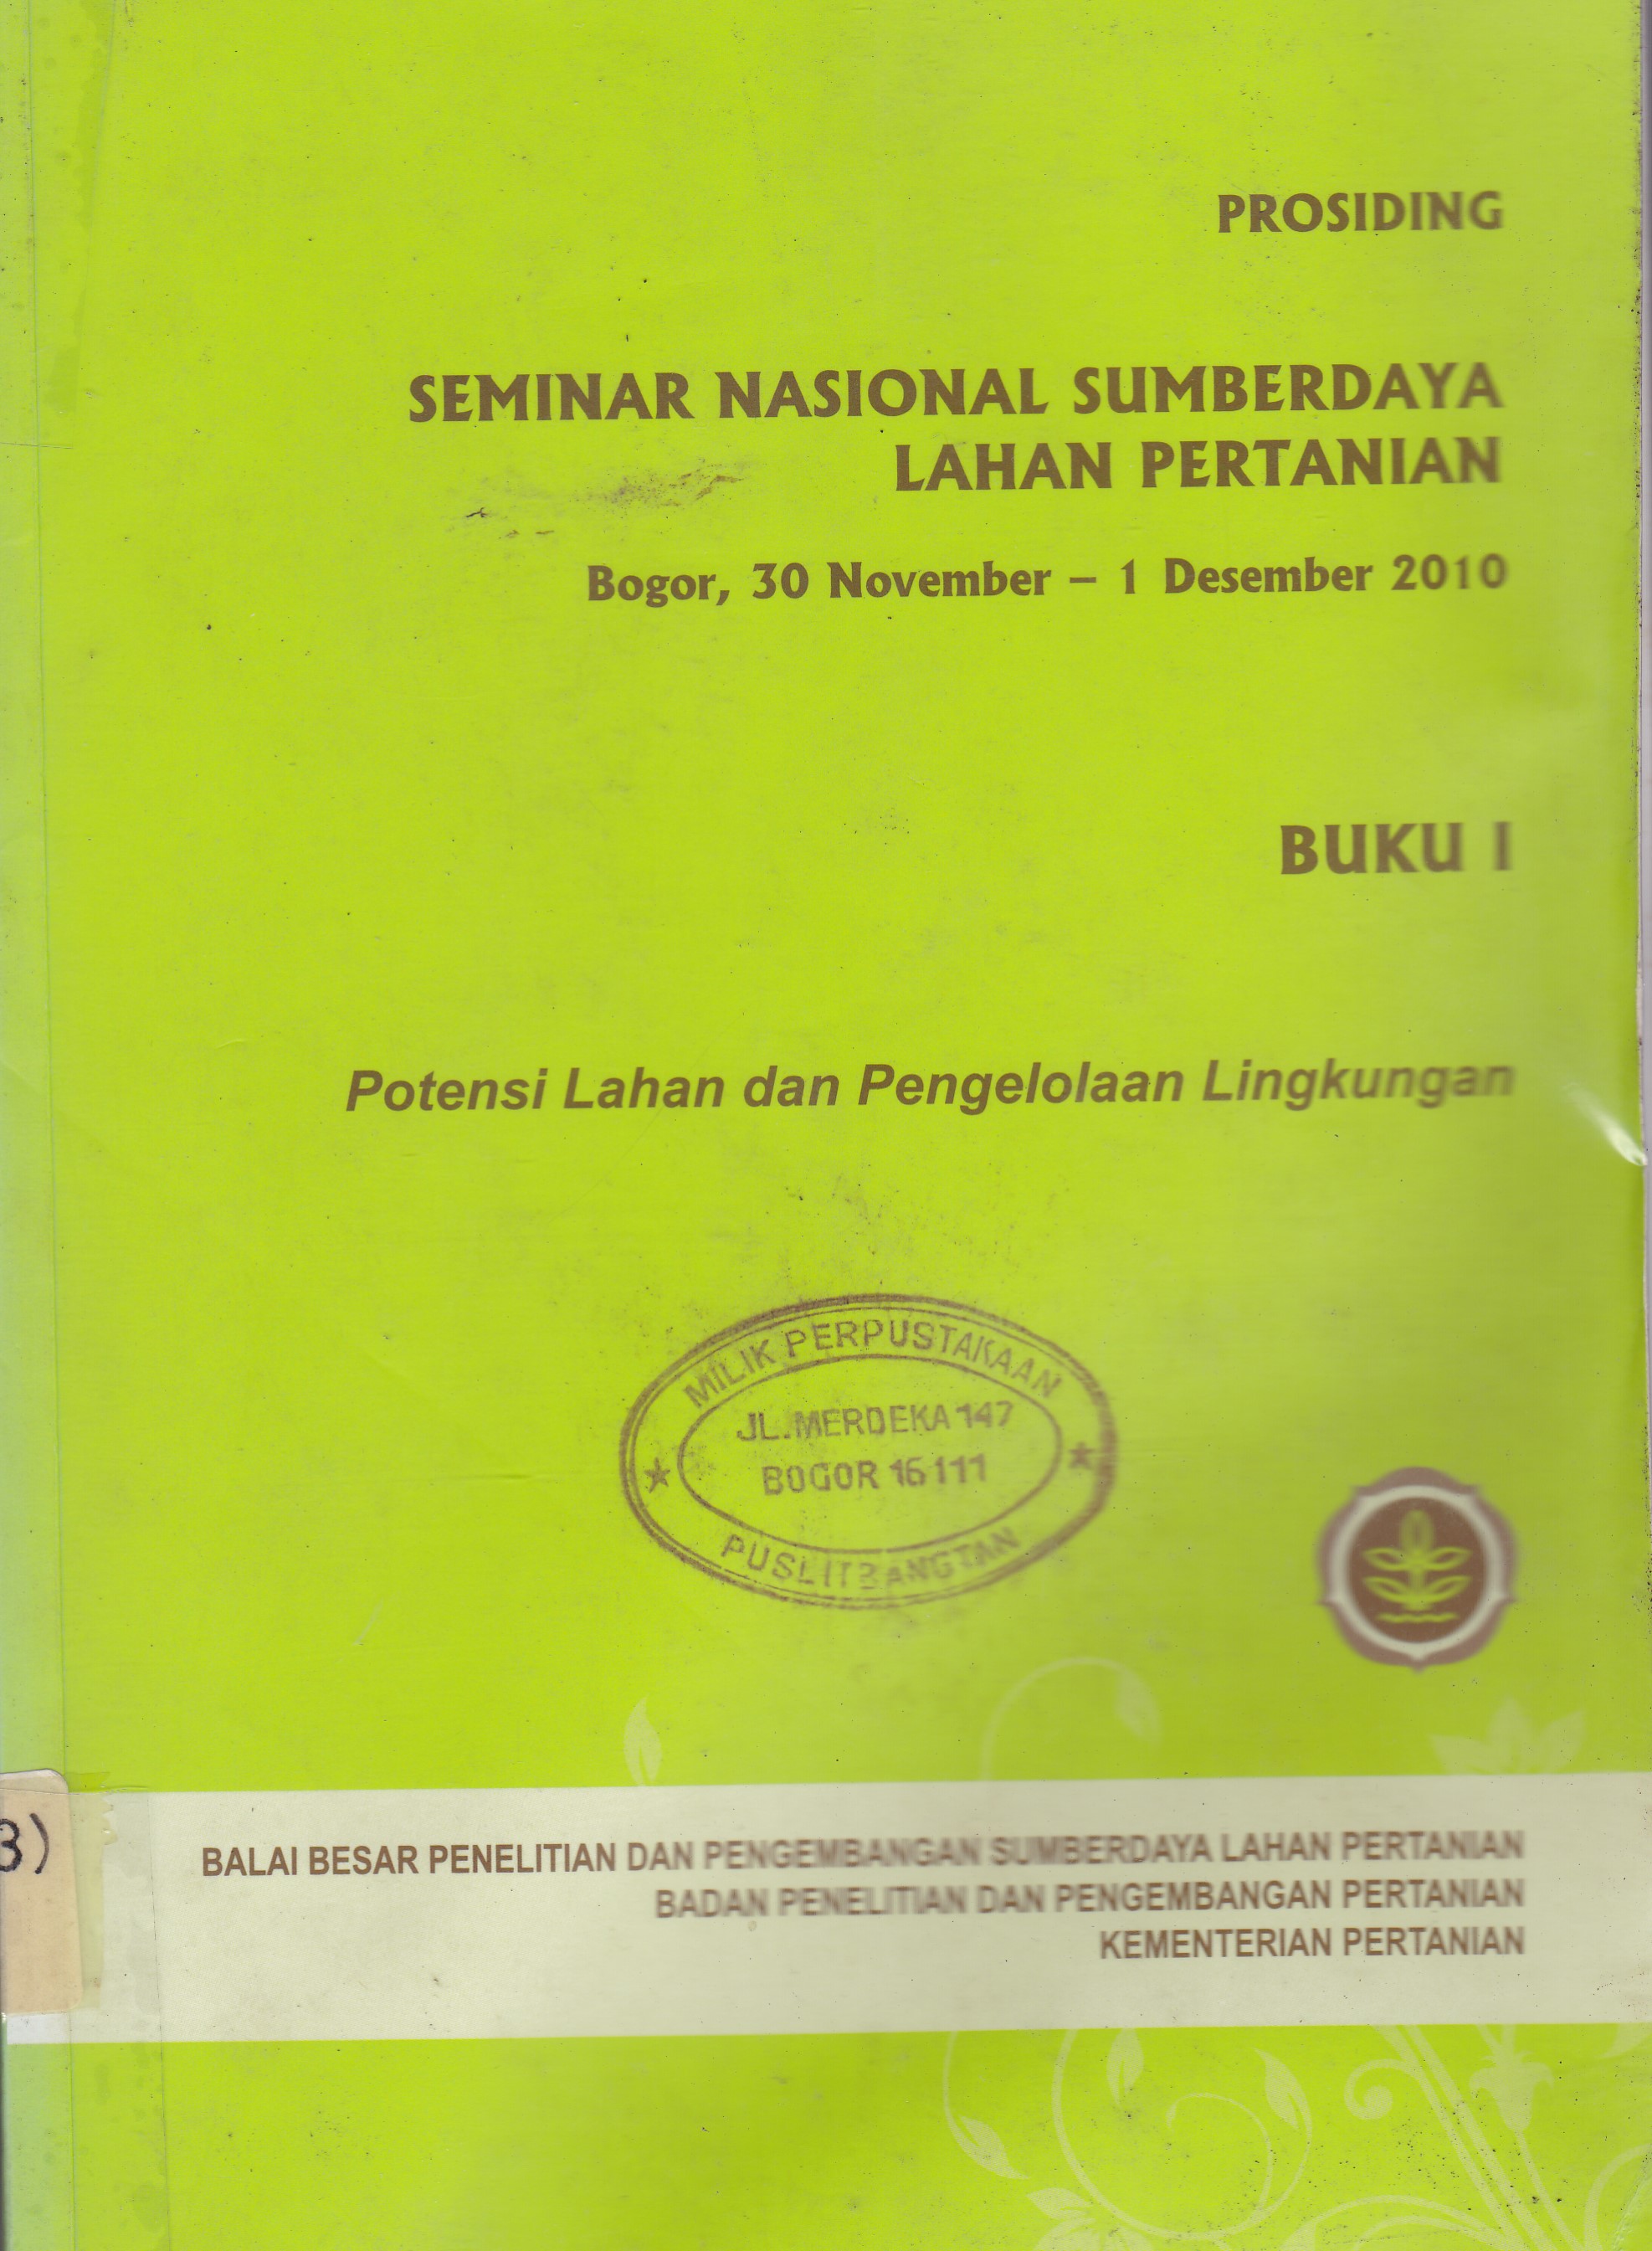 PROSIDING
SEMINAR NASIONAL SUMBERDAYA
LAHAN PERTANIAN
Bogor, 30 November – 1 Desember 2010
BUKU I
Potensi Lahan dan Pengelolaan Lingkungan
MILIK PERPUSTAKAAN
JL. MERDEKA 147
BOGOR 16111
PUSLITBANGTAN
3)
BALAI BESAR PENELITIAN DAN PENGEMBANGAN SUMBERDAYA LAHAN PERTANIAN
BADAN PENELITIAN DAN PENGEMBANGAN PERTANIAN
KEMENTERIAN PERTANIAN